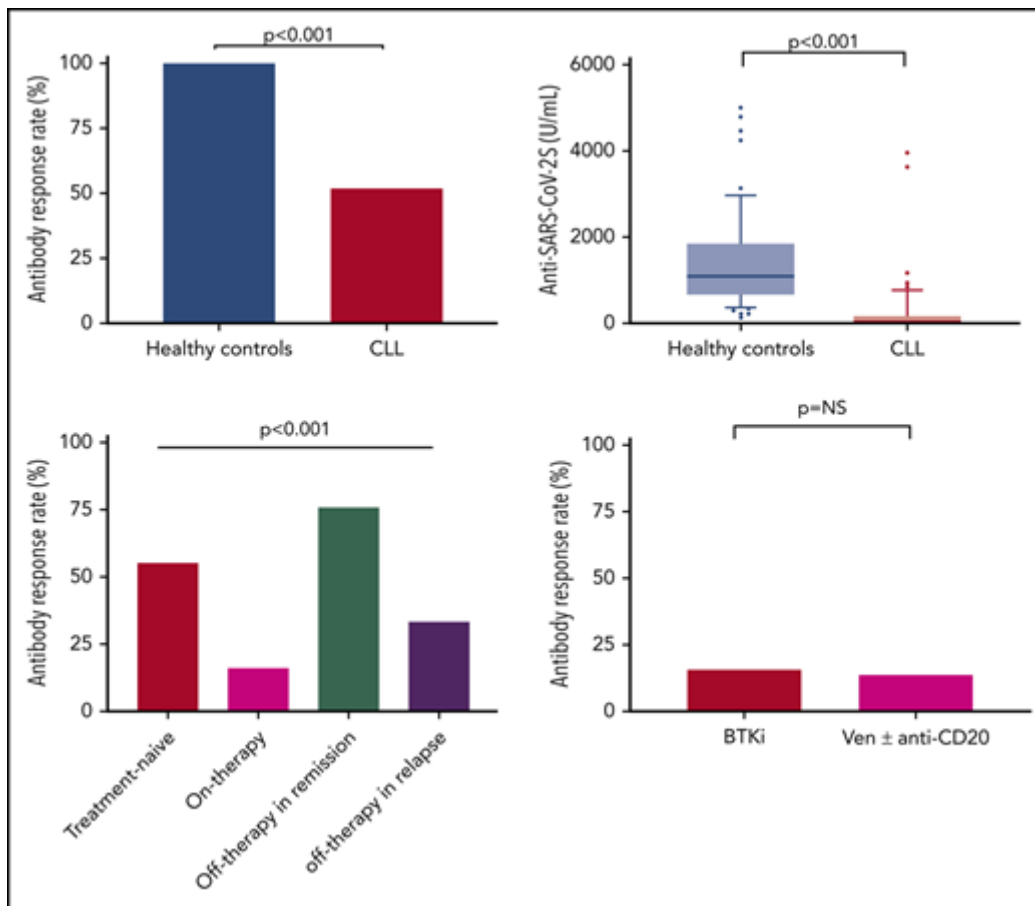 p<0.001
Antibody response rate (%)
100
75
50
25
0
Healthy controls
CLL
p<0.001
Anti-SARS-CoV-2S (U/mL)
6000
4000
2000
0
Healthy controls
CLL
p<0.001
Antibody response rate (%)
100
75
50
25
0
Treatment-naive
On-therapy
Off-therapy in remission
off-therapy in relapse
p=NS
Antibody response rate (%)
100
75
50
25
0
BTKi
Ven ± anti-CD20